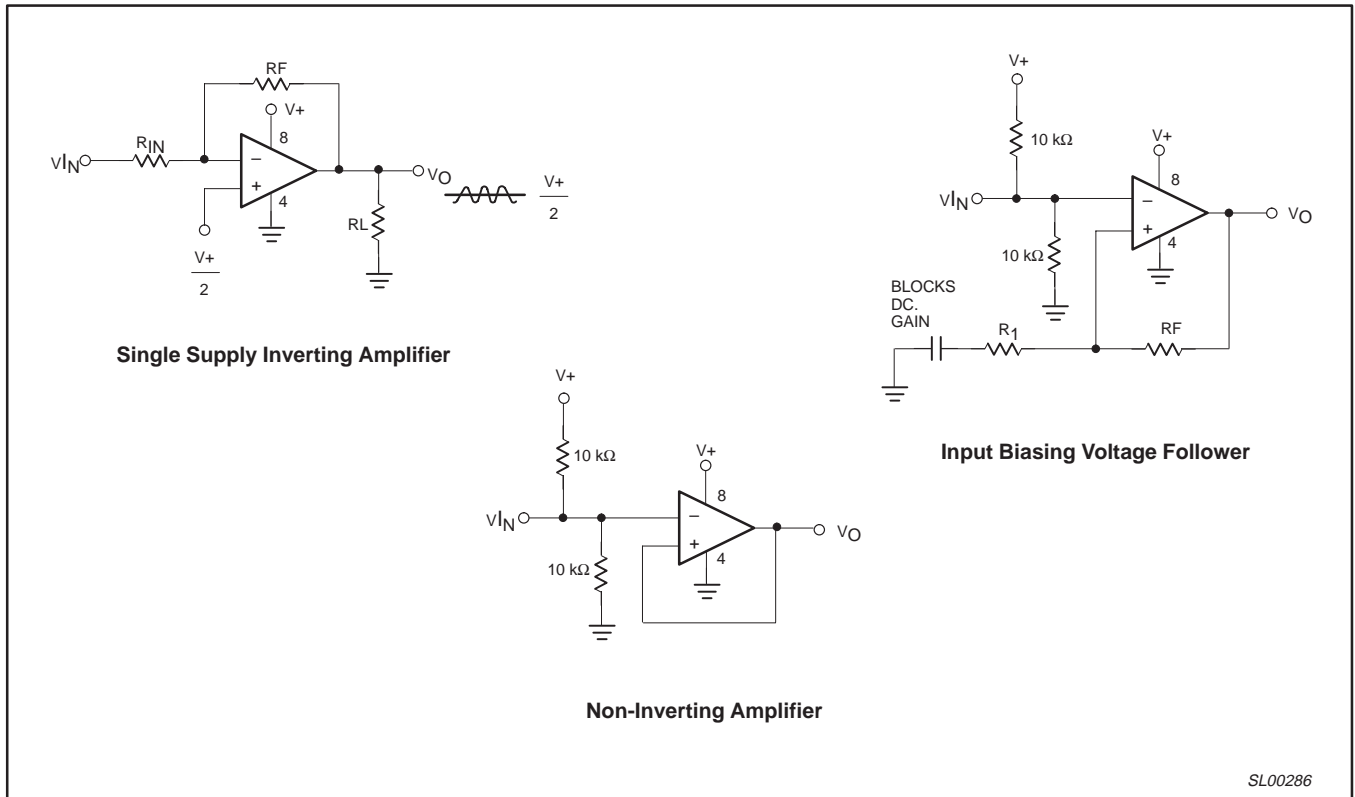 RF
V+
8
RIN
VIN
−
+
VO
4
RL
V+
2
V+
2
Single Supply Inverting Amplifier
V+
10 kΩ
V+
8
VIN
−
+
VO
4
10 kΩ
BLOCKS
DC.
GAIN
R1
RF
Input Biasing Voltage Follower
V+
10 kΩ
V+
8
VIN
−
+
VO
4
10 kΩ
Non-Inverting Amplifier
SL00286